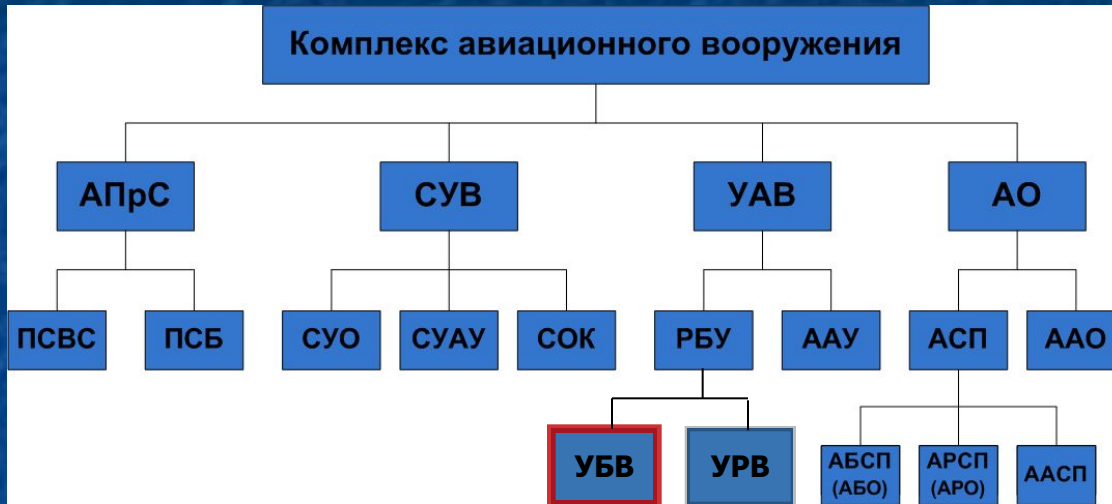 Комплекс авиационного вооружения
АПрС СУВ УАВ АО
ПСВС ПСБ СУО СУАУ СОК РБУ ААУ АСП ААО
УБВ УРВ АБСП АРСП ААСП
(АБО) (АРО)